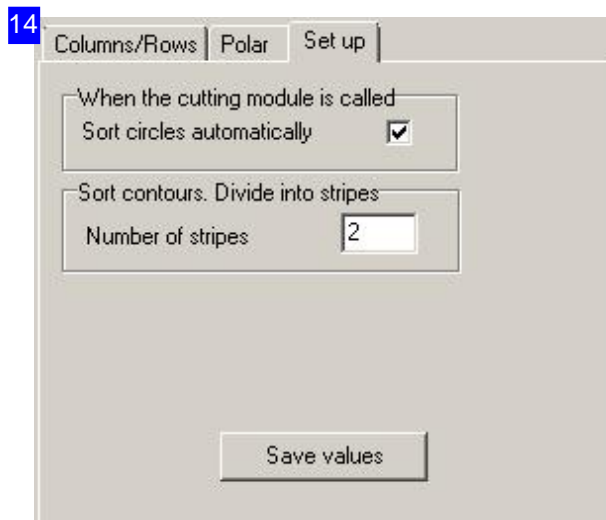 14
Columns/Rows Polar Set up
When the cutting module is called
Sort circles automatically
Sort contours. Divide into stripes
Number of stripes 2
Save values